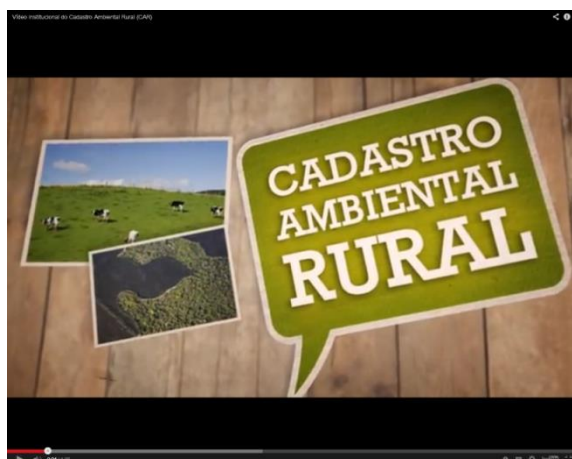 Vídeo Institucional do Cadastro Ambiental Rural (CAR)
CADASTRO
AMBIENTAL
RURAL